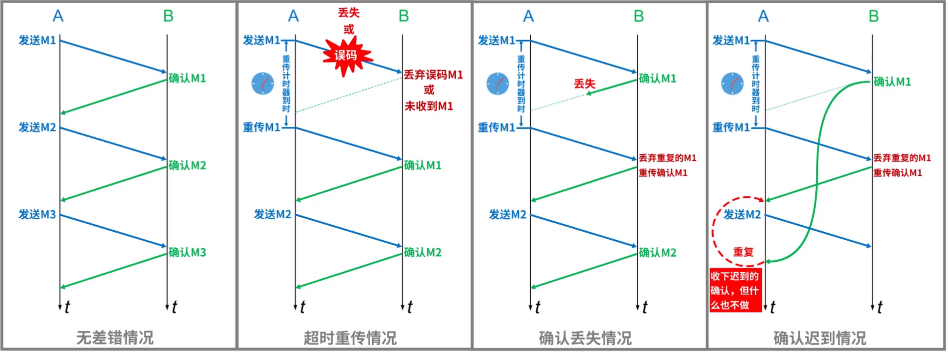 A
B
发送M1
确认M1
发送M2
确认M2
发送M3
确认M3
t
t
无差错情况
A
B
丢失
或
误码
发送M1
重传计时器到时
丢弃误码M1
或
未收到M1
重传M1
确认M1
发送M2
确认M2
t
t
超时重传情况
A
B
发送M1
重传计时器到时
丢失
确认M1
重传M1
丢弃重复的M1
重传确认M1
发送M2
确认M2
t
t
确认丢失情况
A
B
发送M1
重传计时器到时
确认M1
重传M1
丢弃重复的M1
重传确认M1
发送M2
重复
收下迟到的
确认，但什
么也不做
t
t
确认迟到情况